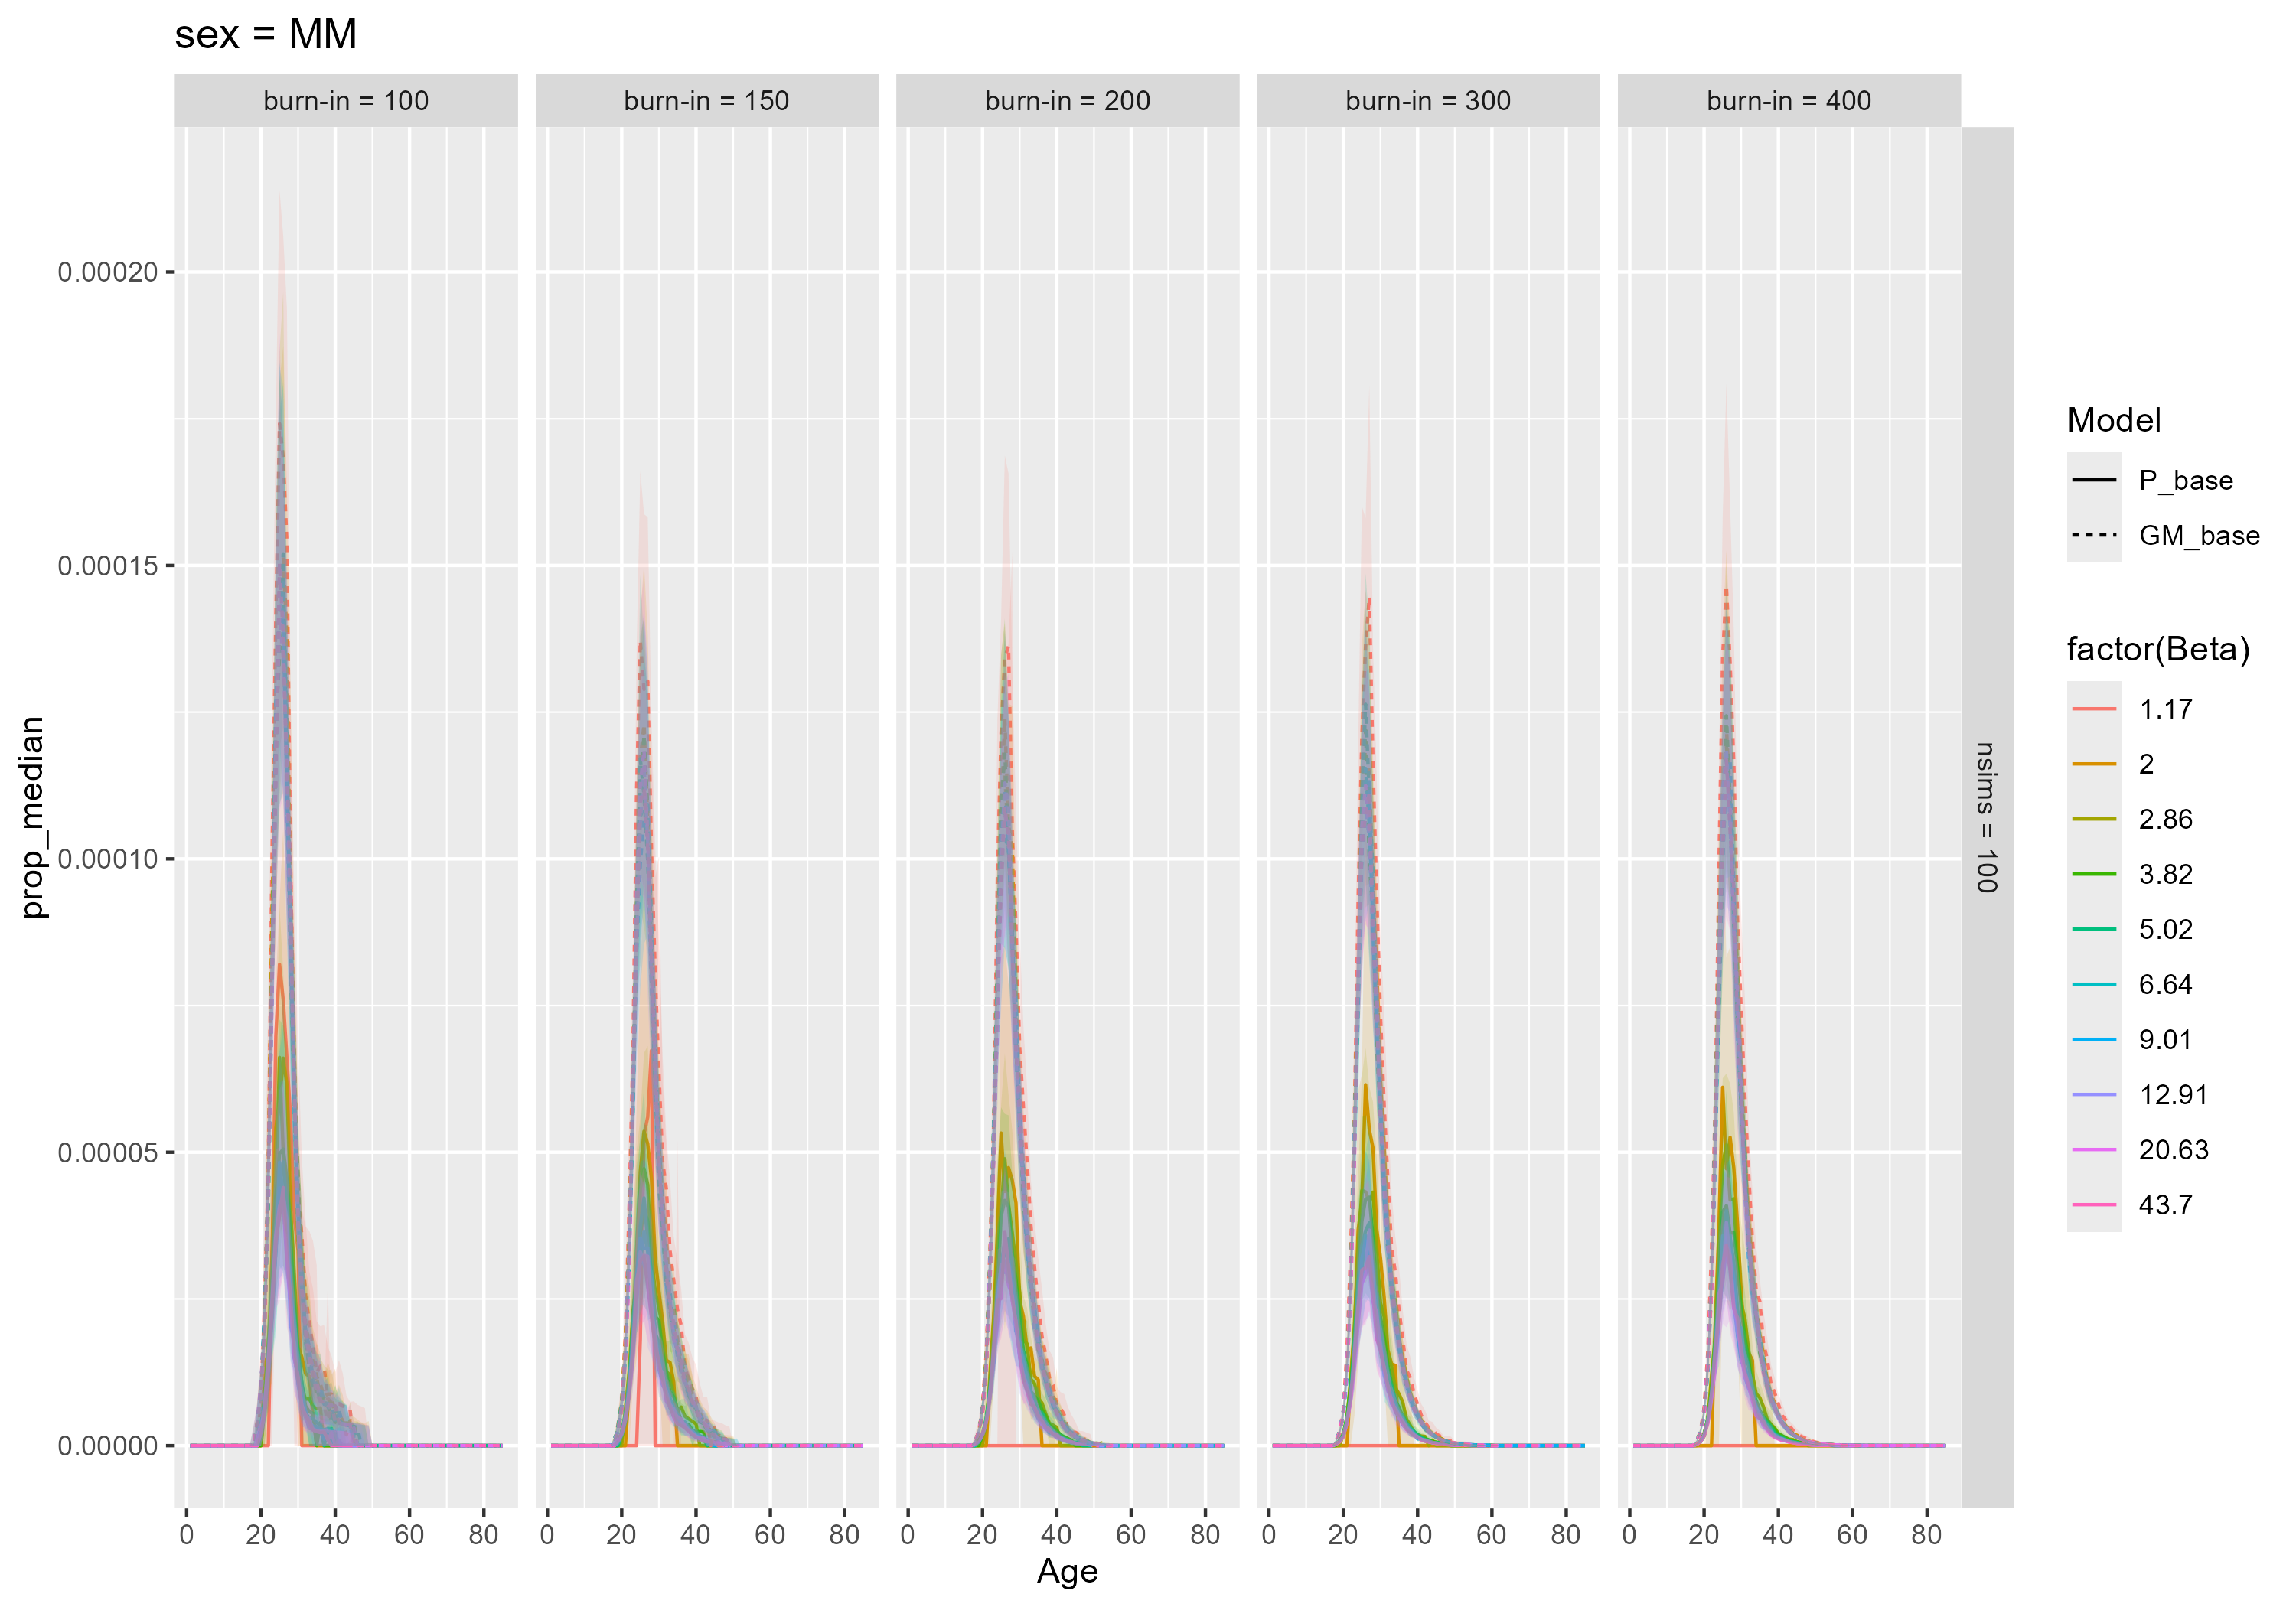 sex = MM
burn-in = 100
burn-in = 150
burn-in = 200
burn-in = 300
burn-in = 400
nsims = 100
prop_median
0.00020
0.00015
0.00010
0.00005
0.00000
0 20 40 60 80
0 20 40 60 80
0 20 40 60 80
0 20 40 60 80
0 20 40 60 80
Age
Model
P_base
GM_base
factor(Beta)
1.17
2
2.86
3.82
5.02
6.64
9.01
12.91
20.63
43.7